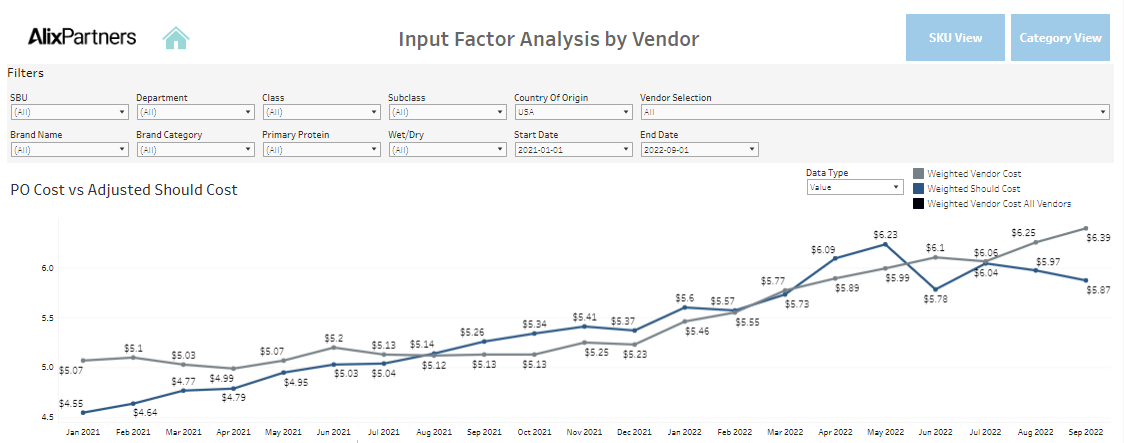 AlixPartners
Input Factor Analysis by Vendor
SKU View
Category View
Filters
SBU Department Class Subclass Country Of Origin Vendor Selection
(All) (All) (All) (All) USA All
Brand Name Brand Category Primary Protein Wet/Dry Start Date End Date
(All) (All) (All) (All) 2021-01-01 2022-09-01
PO Cost vs Adjusted Should Cost
Data Type
Value
Weighted Vendor Cost
Weighted Should Cost
Weighted Vendor Cost All Vendors
6.0
5.5
5.0
4.5
$5.07 $5.1 $5.03 $4.99 $5.07 $5.2 $5.13 $5.12 $5.13 $5.13 $5.25 $5.23 $5.46 $5.55 $5.77 $5.89 $5.99 $6.1 $6.06 $6.25 $6.39
$4.55 $4.64 $4.77 $4.79 $4.95 $5.03 $5.04 $5.14 $5.26 $5.34 $5.41 $5.37 $5.6 $5.57 $5.73 $6.09 $6.23 $5.78 $6.04 $5.97 $5.87
Jan 2021 Feb 2021 Mar 2021 Apr 2021 May 2021 Jun 2021 Jul 2021 Aug 2021 Sep 2021 Oct 2021 Nov 2021 Dec 2021 Jan 2022 Feb 2022 Mar 2022 Apr 2022 May 2022 Jun 2022 Jul 2022 Aug 2022 Sep 2022